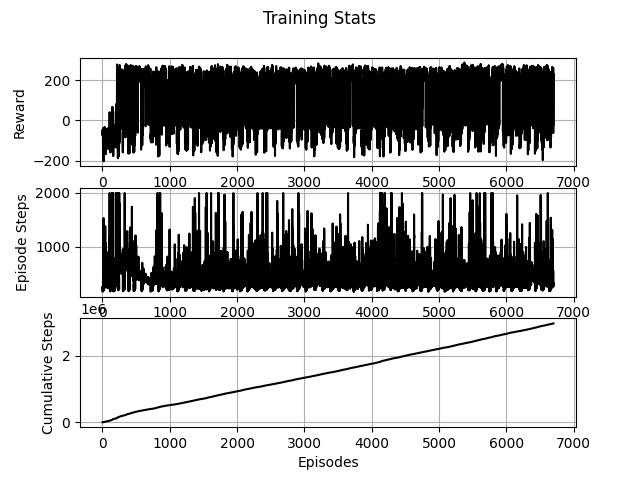 Training Stats
200
0
−200
Reward
0 1000 2000 3000 4000 5000 6000 7000
2000
1000
Episode Steps
0 1000 2000 3000 4000 5000 6000 7000
1e6
2
0
Cumulative Steps
0 1000 2000 3000 4000 5000 6000 7000
Episodes